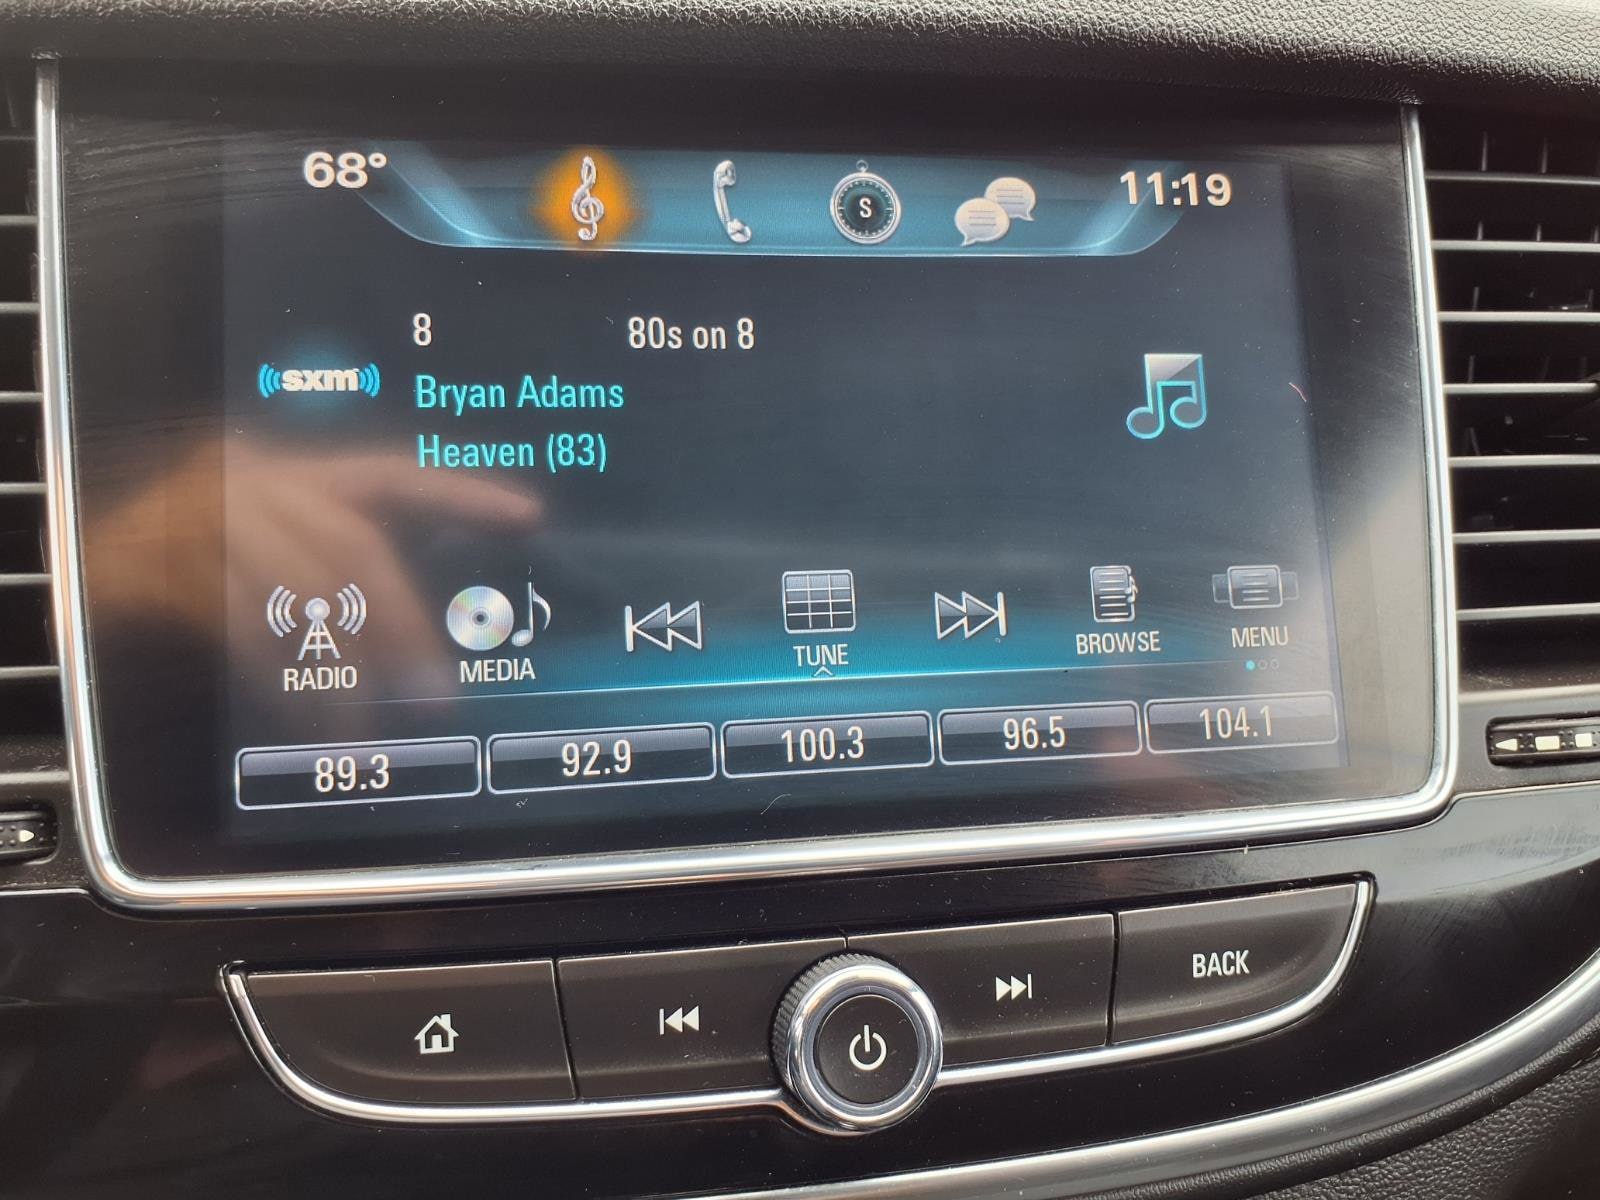 68° S 11:19
8 80s on 8
sxm Bryan Adams
Heaven (83)
RADIO MEDIA TUNE BROWSE MENU
89.3 92.9 100.3 96.5 104.1
BACK